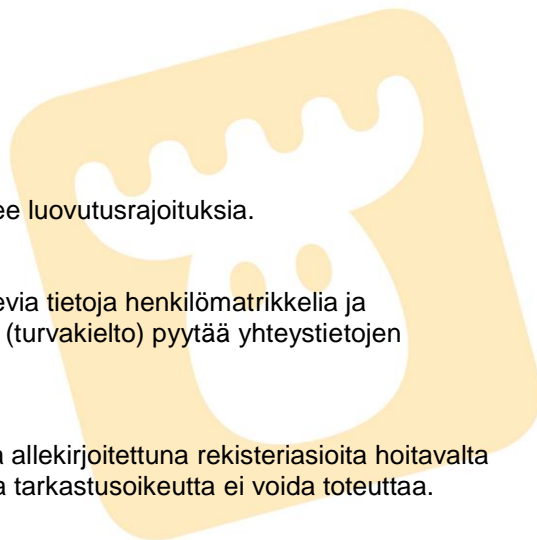 ee luovutusrajoituksia.
evia tietoja henkilömatrikkelia ja
(turvakielto) pyytää yhteystietojen
a allekirjoitettuna rekisteriasioita hoitavalta
a tarkastusoikeutta ei voida toteuttaa.